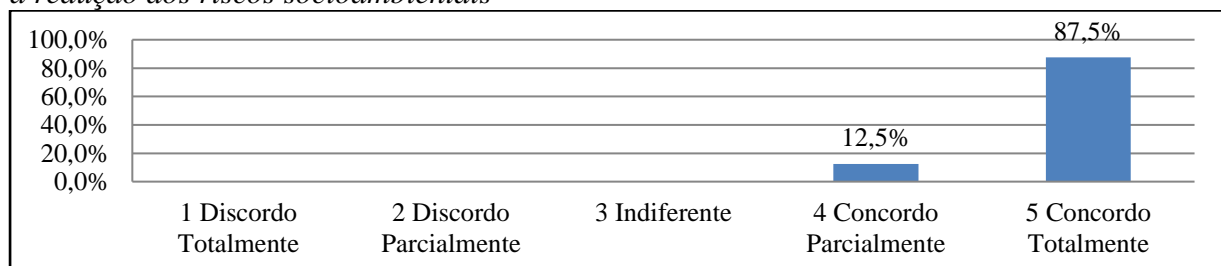 a redução dos riscos socioambientais
100,0%
80,0%
60,0%
40,0%
20,0%
0,0%
12,5%
87,5%
1 Discordo
Totalmente
2 Discordo
Parcialmente
3 Indiferente
4 Concordo
Parcialmente
5 Concordo
Totalmente